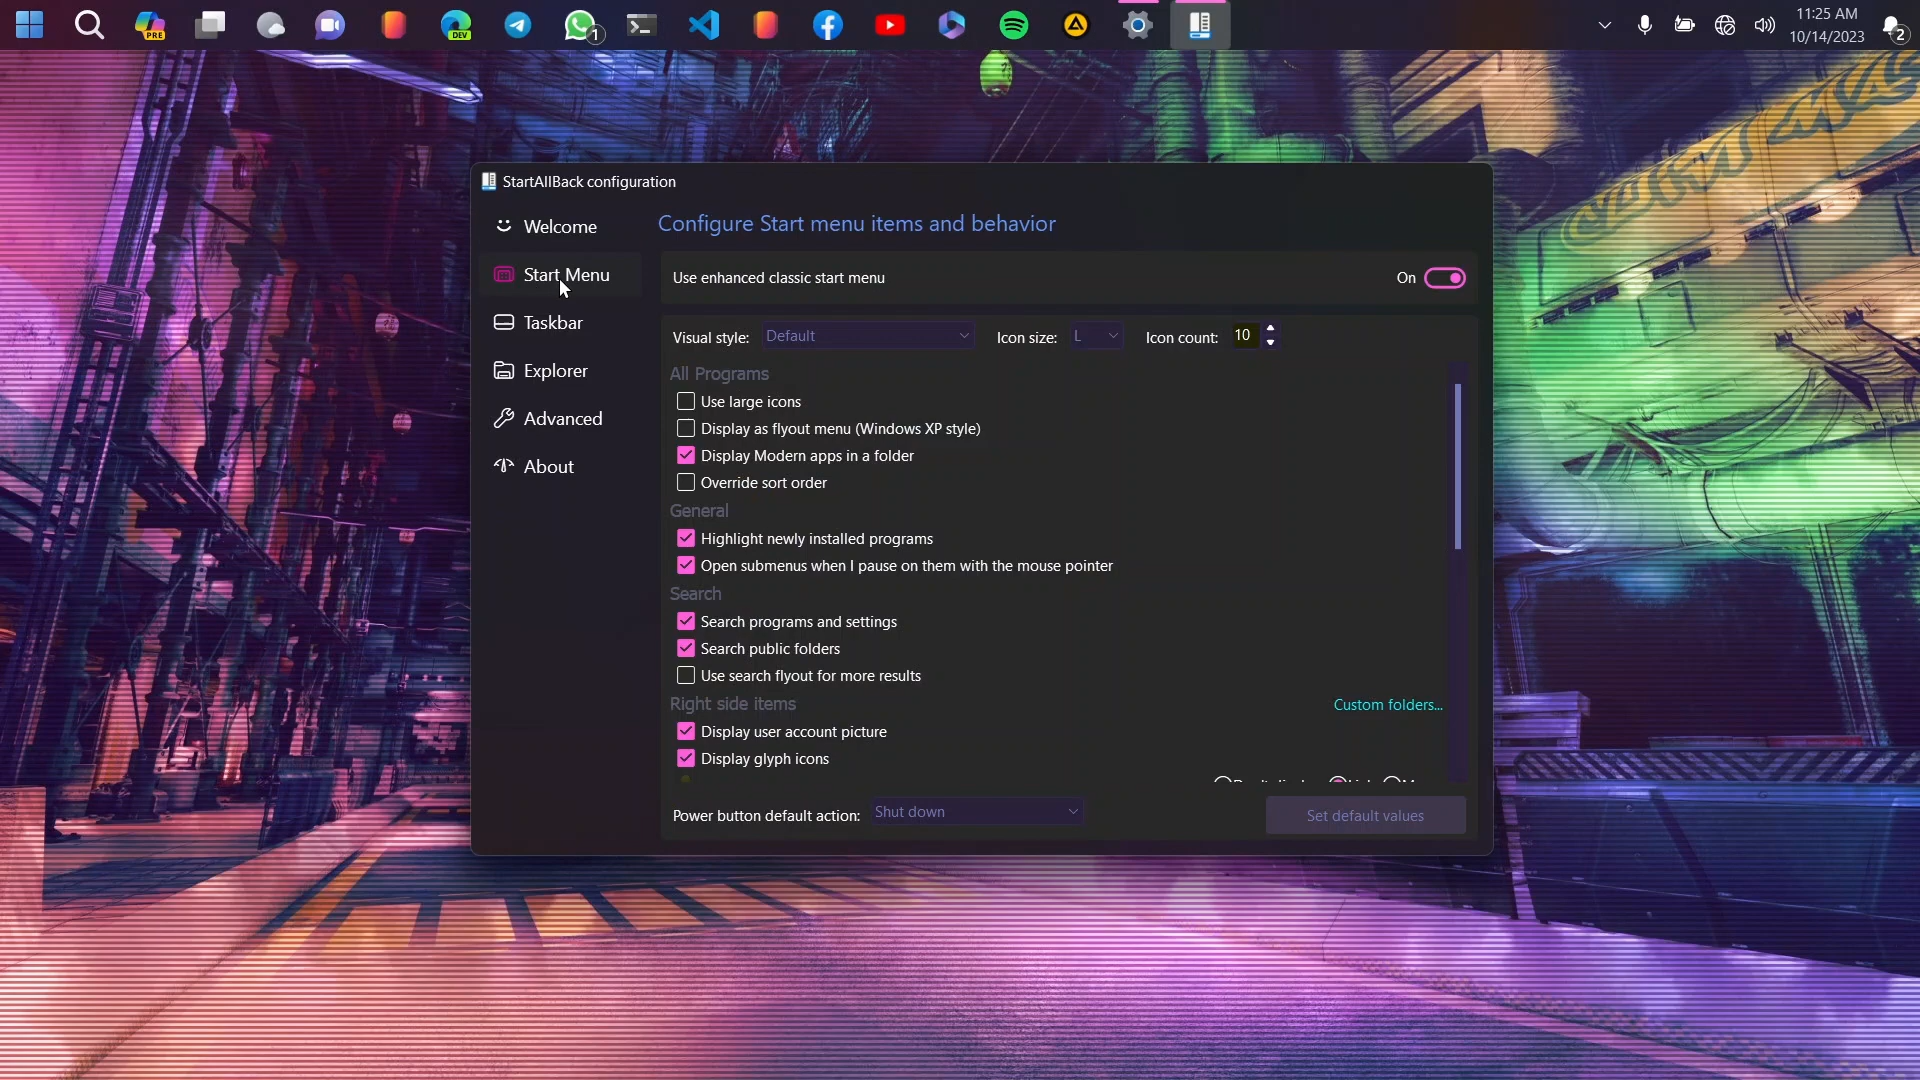 PRE
DEV
1
11:25 AM
10/14/2023
2
StartAllBack configuration
Welcome
Start Menu
Taskbar
Explorer
Advanced
About
Configure Start menu items and behavior
Use enhanced classic start menu
On
Visual style: Default
Icon size: L
Icon count: 10
All Programs
Use large icons
Display as flyout menu (Windows XP style)
Display Modern apps in a folder
Override sort order
General
Highlight newly installed programs
Open submenus when I pause on them with the mouse pointer
Search
Search programs and settings
Search public folders
Use search flyout for more results
Right side items
Custom folders...
Display user account picture
Display glyph icons
Power button default action: Shut down
Set default values